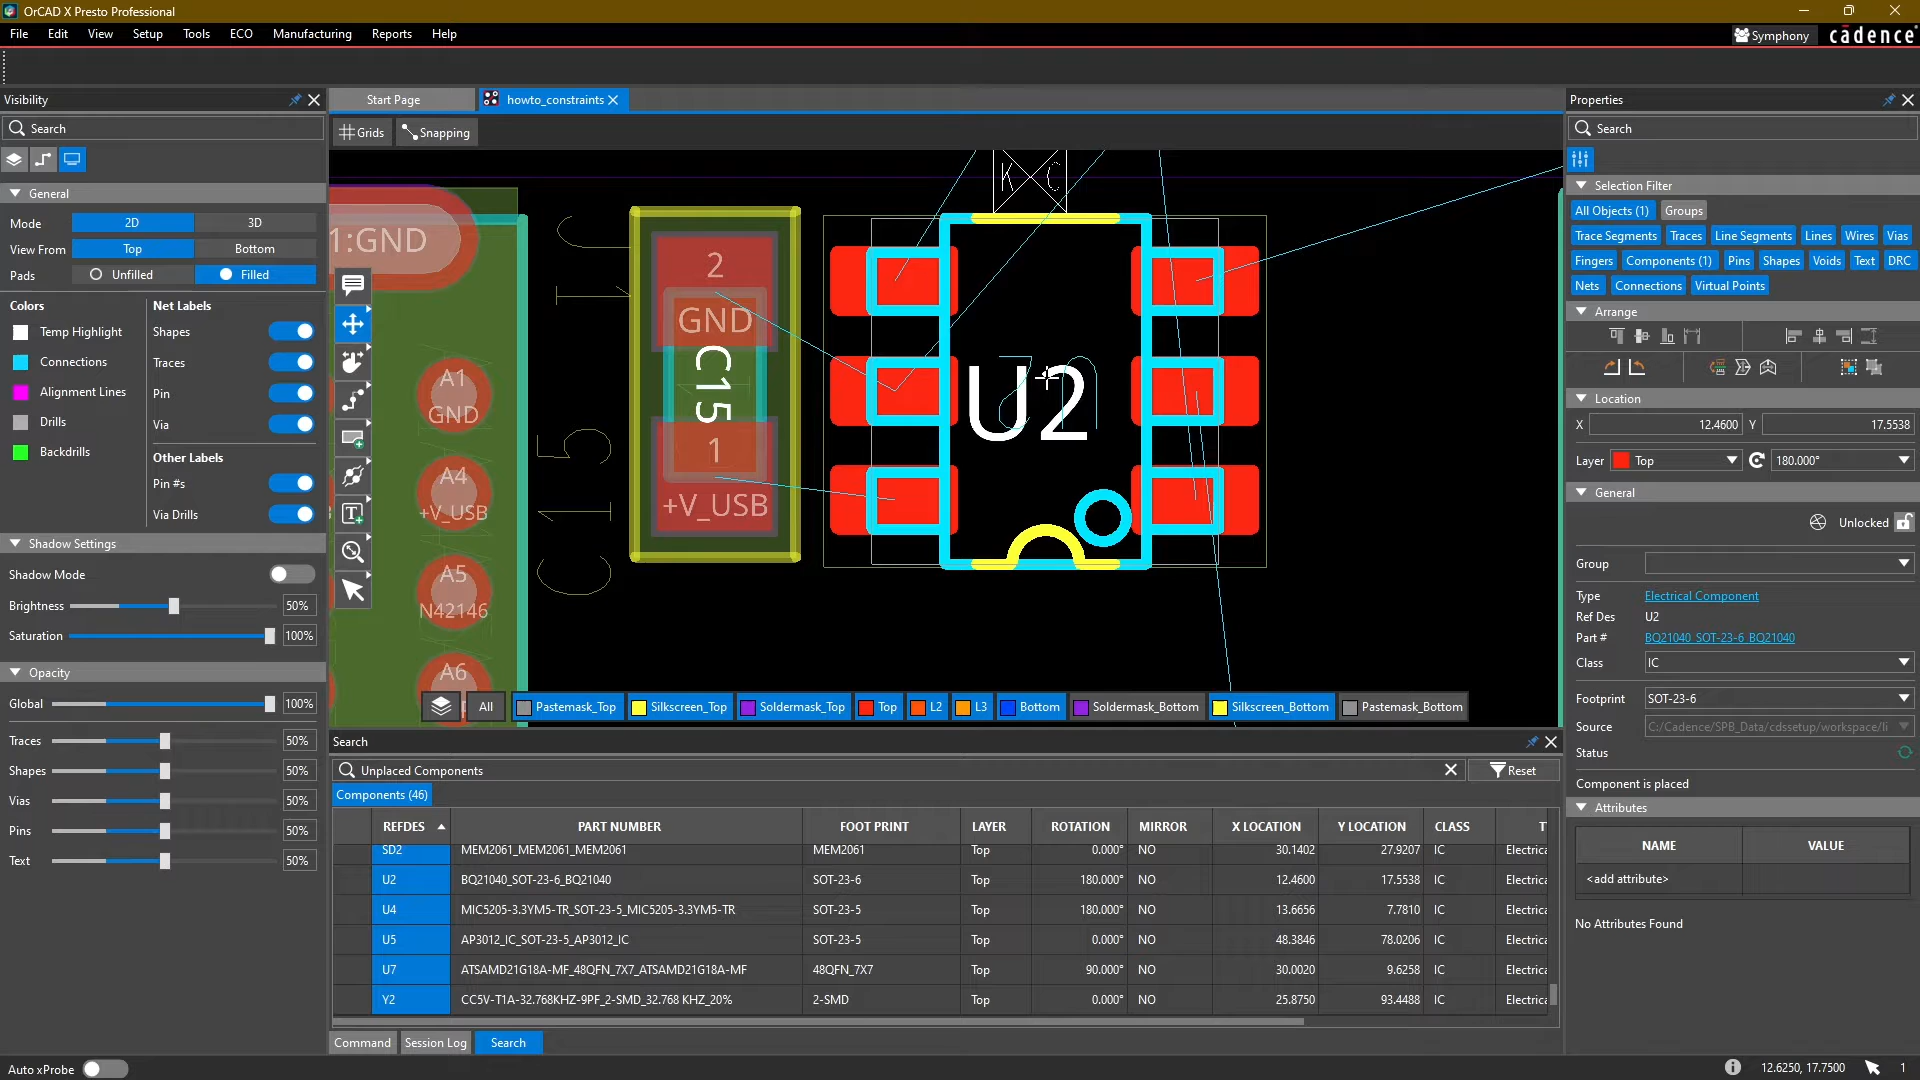 OrCAD X Presto Professional
File Edit View Setup Tools ECO Manufacturing Reports Help
Symphony cādence
Visibility
Search
General
Mode 2D 3D
View From Top Bottom
Pads Unfilled Filled
Colors Net Labels
Temp Highlight Shapes
Connections Traces
Alignment Lines Pin
Drills Via
Backdrills Other Labels
Pin #s
Via Drills
Shadow Settings
Shadow Mode
Brightness 50%
Saturation 100%
Opacity
Global 100%
Traces 50%
Shapes 50%
Vias 50%
Pins 50%
Text 50%
Auto xProbe
Start Page howto_constraints
Grids Snapping
1:GND
A1
GND
A4
+V_USB
A5
N42146
A6
C15
2
GND
C15
1
+V_USB
K C
U2
All Pastemask_Top Silkscreen_Top Soldermask_Top Top L2 L3 Bottom Soldermask_Bottom Silkscreen_Bottom Pastemask_Bottom
Search
Unplaced Components Reset
Components (46)
REFDES PART NUMBER FOOT PRINT LAYER ROTATION MIRROR X LOCATION Y LOCATION CLASS T
SD2 MEM2061_MEM2061_MEM2061 MEM2061 Top 0.000° NO 30.1402 27.9207 IC Electrica
U2 BQ21040_SOT-23-6_BQ21040 SOT-23-6 Top 180.000° NO 12.4600 17.5538 IC Electrica
U4 MIC5205-3.3YM5-TR_SOT-23-5_MIC5205-3.3YM5-TR SOT-23-5 Top 180.000° NO 13.6656 7.7810 IC Electrica
U5 AP3012_IC_SOT-23-5_AP3012_IC SOT-23-5 Top 0.000° NO 48.3846 78.0206 IC Electrica
U7 ATSAMD21G18A-MF_48QFN_7X7_ATSAMD21G18A-MF 48QFN_7X7 Top 90.000° NO 30.0020 9.6258 IC Electrica
Y2 CC5V-T1A-32.768KHZ-9PF_2-SMD_32.768 KHZ_20% 2-SMD Top 0.000° NO 25.8750 93.4488 IC Electrica
Command Session Log Search
Properties
Search
Selection Filter
All Objects (1) Groups
Trace Segments Traces Line Segments Lines Wires Vias
Fingers Components (1) Pins Shapes Voids Text DRC
Nets Connections Virtual Points
Arrange
Location
X 12.4600 Y 17.5538
Layer Top 180.000°
General
Unlocked
Group
Type Electrical Component
Ref Des U2
Part # BQ21040_SOT-23-6_BQ21040
Class IC
Footprint SOT-23-6
Source C:/Cadence/SPB_Data/cdssetup/workspace/li
Status
Component is placed
Attributes
NAME VALUE
<add attribute>
No Attributes Found
12.6250, 17.7500 1